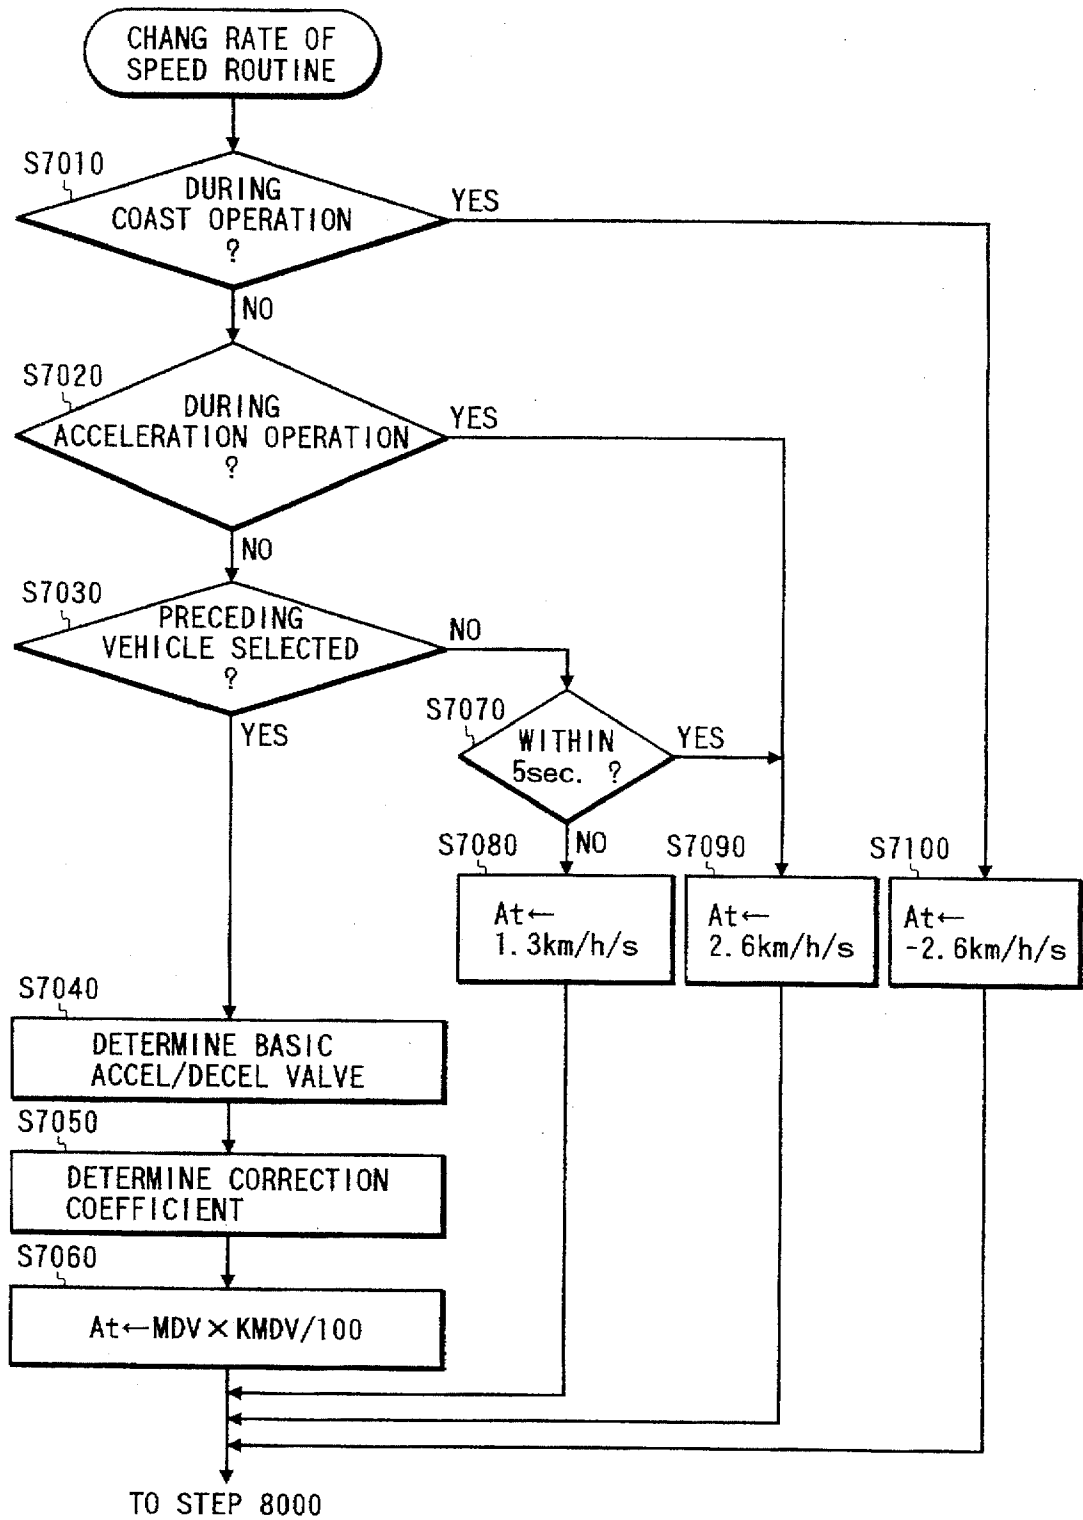 CHANG RATE OF
SPEED ROUTINE
S7010
DURING
COAST OPERATION
?
YES
NO
S7020
DURING
ACCELERATION OPERATION
?
YES
NO
S7030
PRECEDING
VEHICLE SELECTED
?
NO
YES
S7070
WITHIN
5sec. ?
YES
NO
S7080
At←
1.3km/h/s
S7090
At←
2.6km/h/s
S7100
At←
-2.6km/h/s
S7040
DETERMINE BASIC
ACCEL/DECEL VALVE
S7050
DETERMINE CORRECTION
COEFFICIENT
S7060
At←MDV×KMDV/100
TO STEP 8000